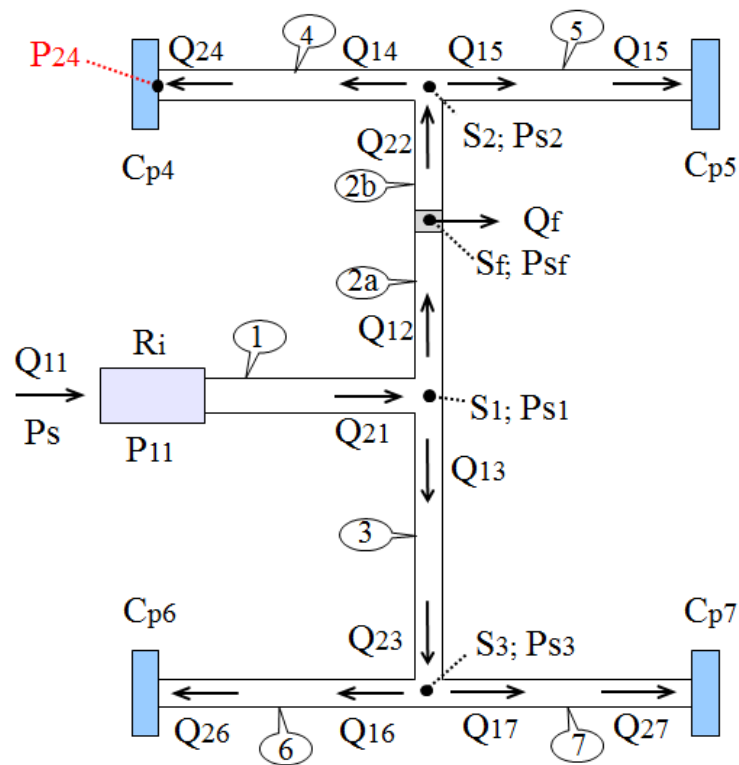 P24
Q24
4
Q14
Q15
5
Q15
Cp4
Q22
S2; Ps2
Cp5
2b
Qf
Sf; Psf
2a
Q12
Ri
1
Q11
Ps
P11
Q21
S1; Ps1
Q13
3
Cp6
Cp7
Q23
S3; Ps3
Q26
6
Q16
Q17
7
Q27